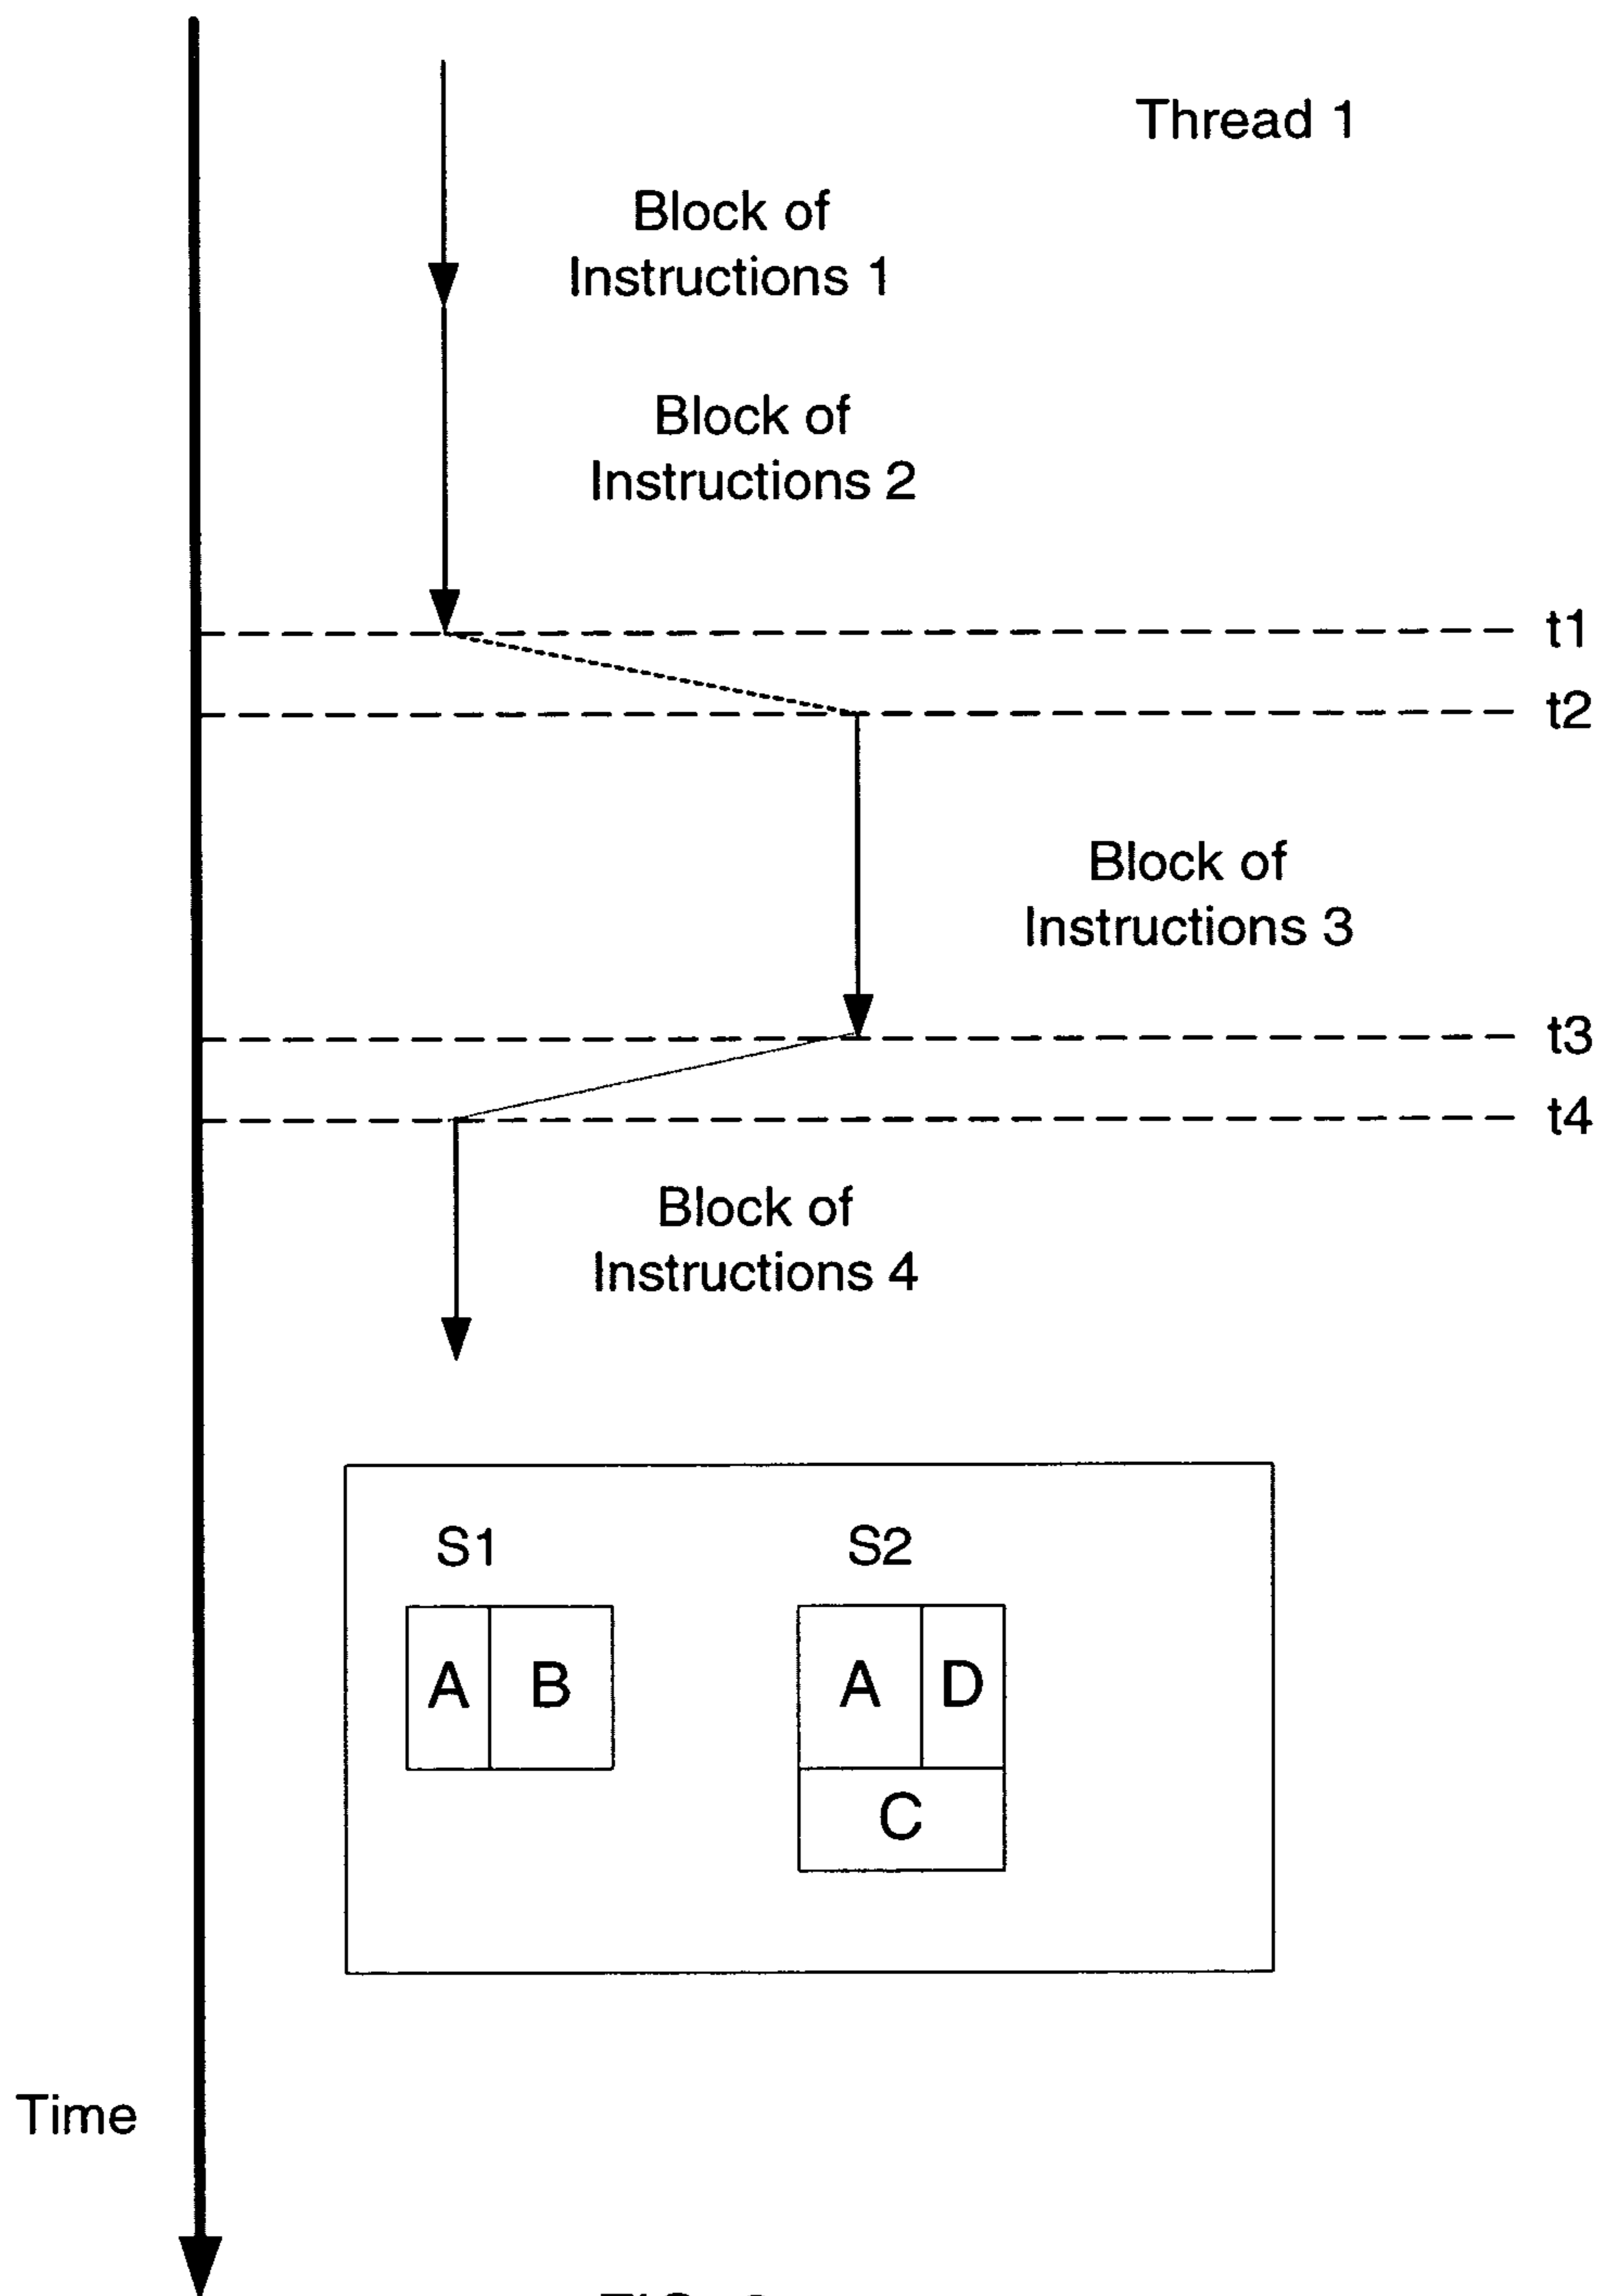 Thread 1
Block of
Instructions 1
Block of
Instructions 2
t1
t2
Block of
Instructions 3
t3
t4
Block of
Instructions 4
S1 S2
A B A D
C
Time